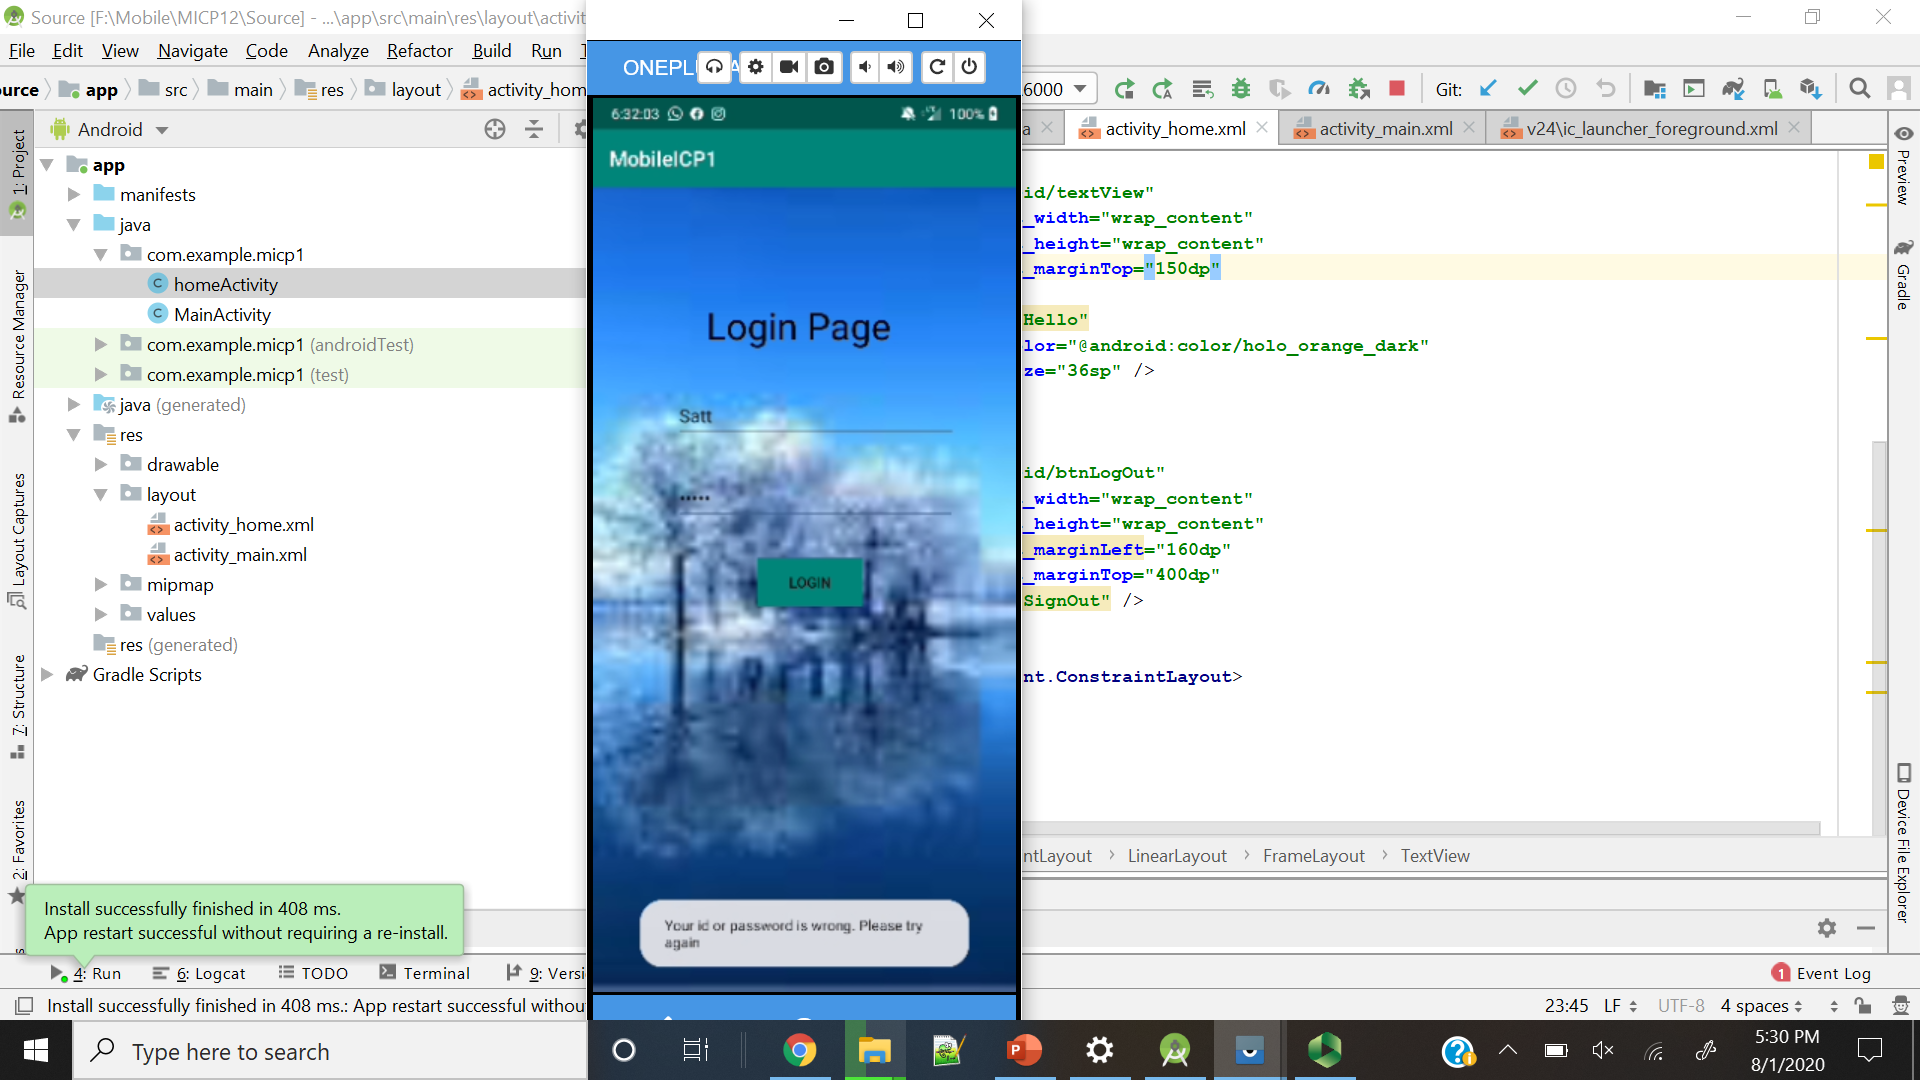 Source [F:\Mobile\MICP12\Source] - ...\app\src\main\res\layout\activit
File Edit View Navigate Code Analyze Refactor Build Run
ource app src main res layout activity_hom
6000 Git:
Android
activity_home.xml activity_main.xml v24\ic_launcher_foreground.xml
app
manifests
java
com.example.micp1
homeActivity
MainActivity
com.example.micp1 (androidTest)
com.example.micp1 (test)
java (generated)
res
drawable
layout
activity_home.xml
activity_main.xml
mipmap
values
res (generated)
Gradle Scripts
1: Project
Resource Manager
Layout Captures
7: Structure
2: Favorites
ONEPL
6:32:03 100%
MobileICP1
Login Page
Satt
•••••
LOGIN
Your id or password is wrong. Please try
again
id/textView"
_width="wrap_content"
_height="wrap_content"
_marginTop="150dp"
Hello"
lor="@android:color/holo_orange_dark"
ze="36sp" />
id/btnLogOut"
_width="wrap_content"
_height="wrap_content"
_marginLeft="160dp"
_marginTop="400dp"
SignOut" />
nt.ConstraintLayout>
ntLayout › LinearLayout › FrameLayout › TextView
Preview
Gradle
Device File Explorer
Install successfully finished in 408 ms.
App restart successful without requiring a re-install.
4: Run 6: Logcat TODO Terminal 9: Versi
1 Event Log
Install successfully finished in 408 ms.: App restart successful withou
23:45 LF UTF-8 4 spaces
Type here to search
5:30 PM
8/1/2020